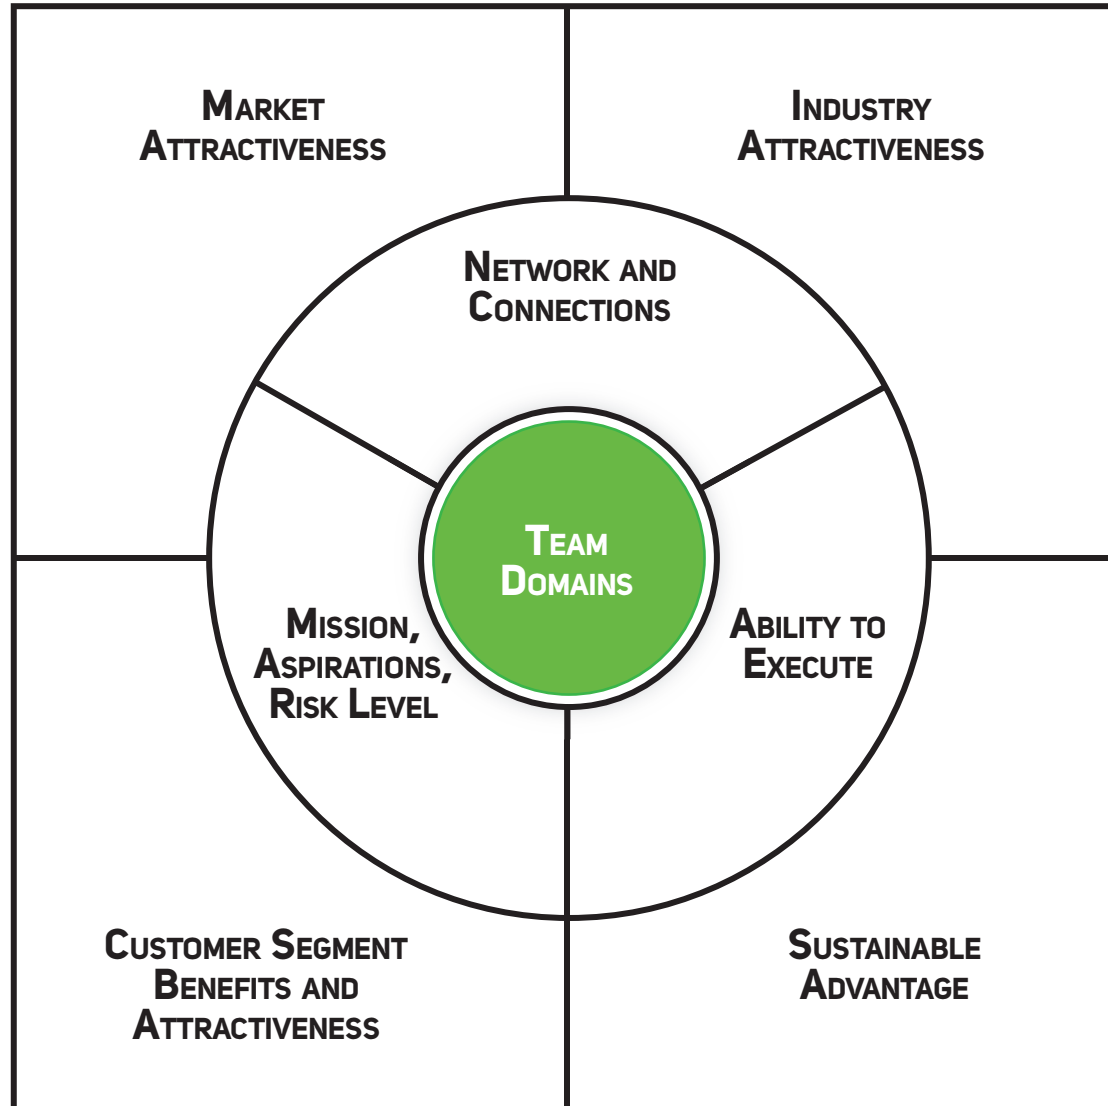 Market
Attractiveness
Industry
Attractiveness
Network and
Connections
Team
Domains
Mission,
Aspirations,
Risk Level
Ability to
Execute
Customer Segment
Benefits and
Attractiveness
Sustainable
Advantage